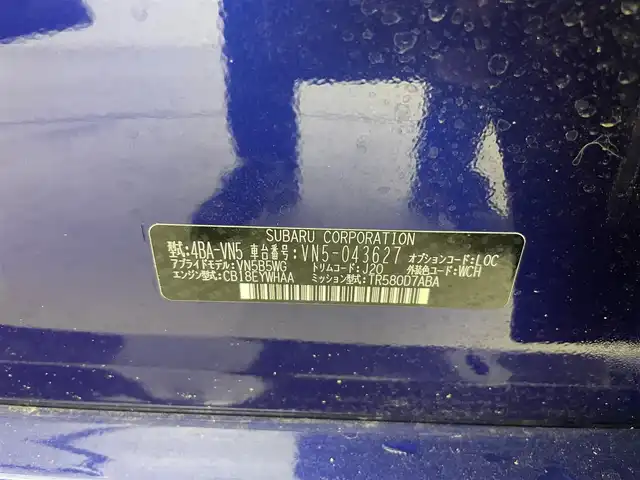 SUBARU CORPORATION
型式:4BA-VN5 車台番号:VN5-043627 オプションコード:LOC
アプライドモデル:VN5B5WG トリムコード:J20 外装色コード:WCH
エンジン型式:CB18EYWHAA ミッション型式:TR580D7ABA